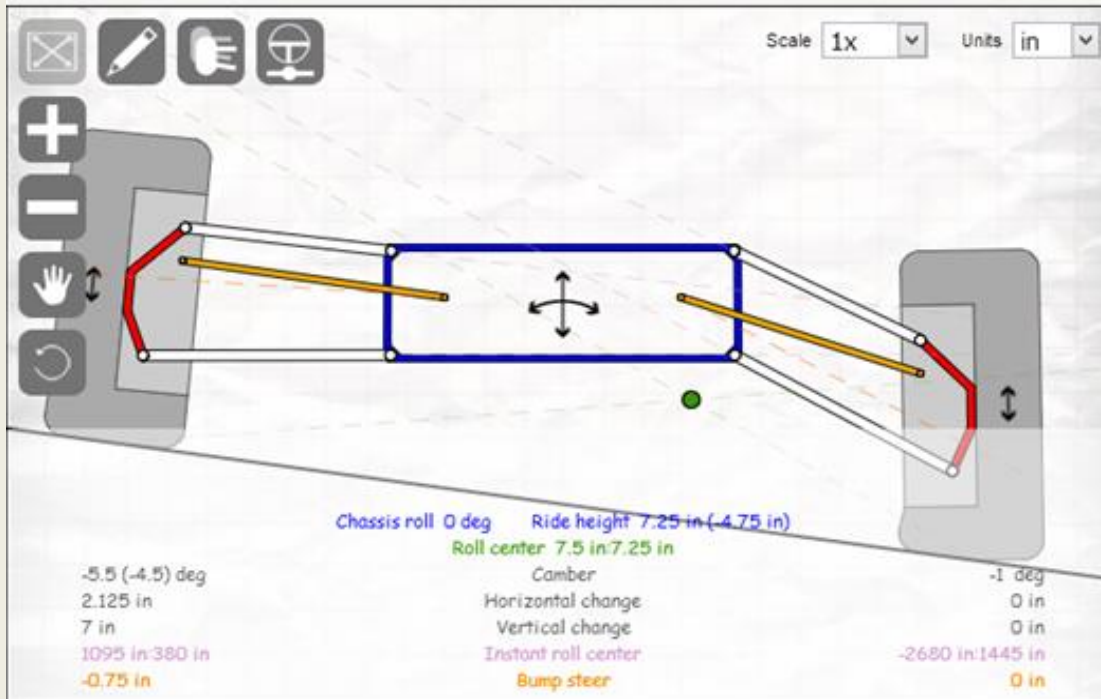 Scale 1x Units in
Chassis roll 0 deg Ride height 7.25 in (-4.75 in)
Roll center 7.5 in:7.25 in
-5.5 (-4.5) deg Camber -1 deg
2.125 in Horizontal change 0 in
7 in Vertical change 0 in
1095 in:380 in Instant roll center -2680 in:1445 in
-0.75 in Bump steer 0 in